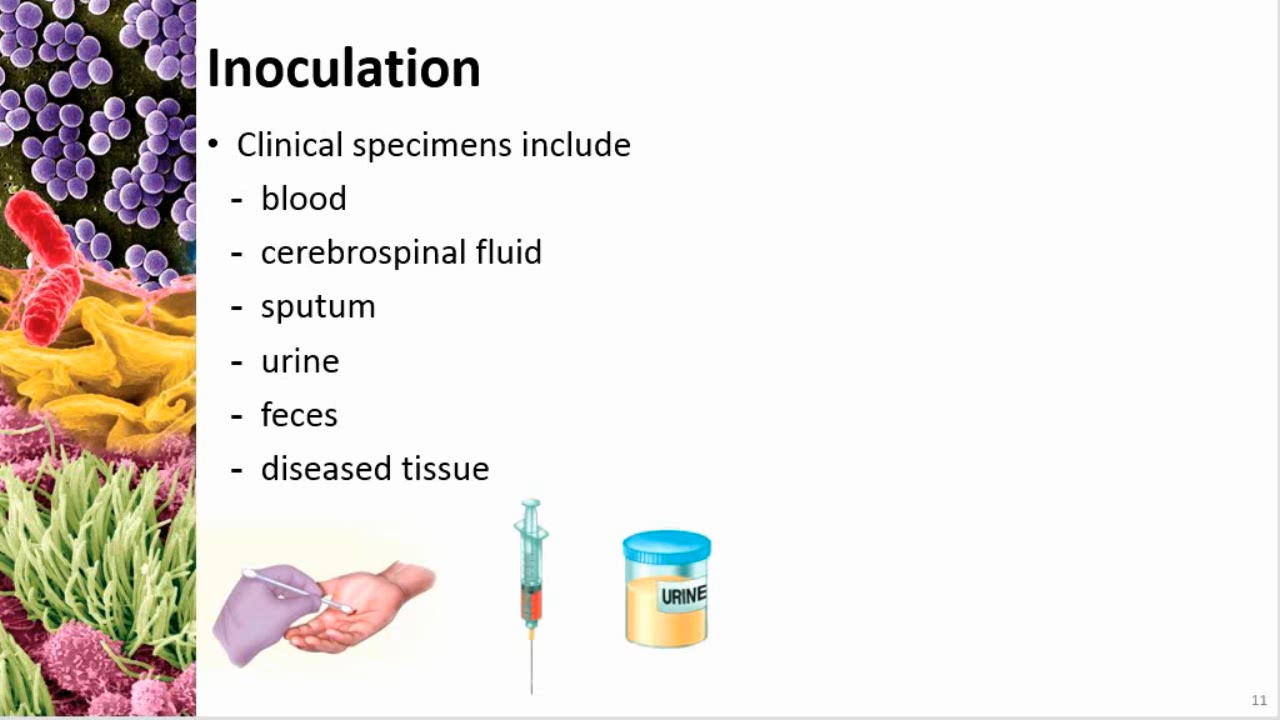 Inoculation
• Clinical specimens include
- blood
- cerebrospinal fluid
- sputum
- urine
- feces
- diseased tissue
URINE
11